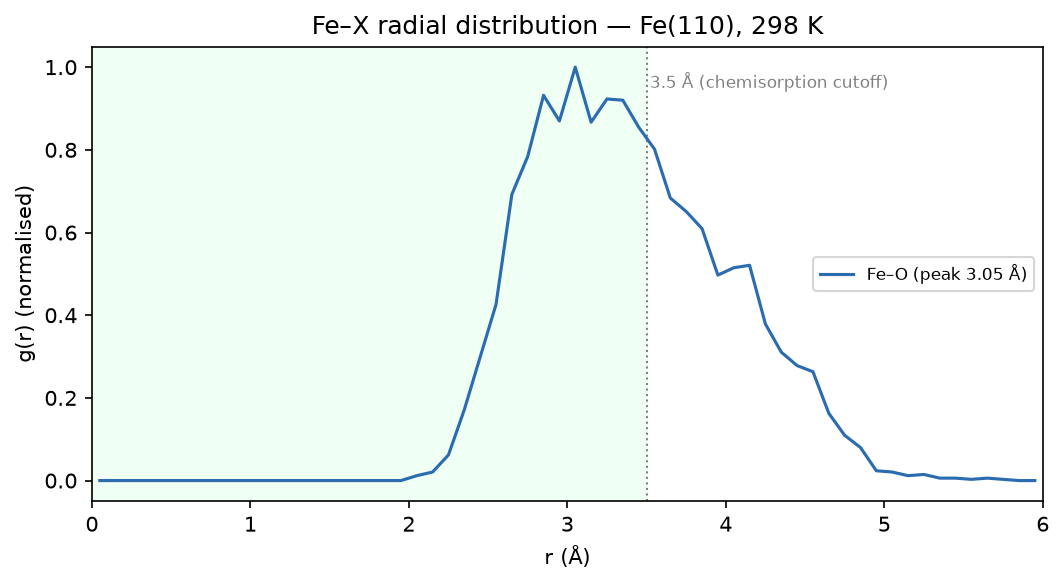 Fe–X radial distribution — Fe(110), 298 K
3.5 Å (chemisorption cutoff)
Fe–O (peak 3.05 Å)
g(r) (normalised)
1.0
0.8
0.6
0.4
0.2
0.0
0 1 2 3 4 5 6
r (Å)